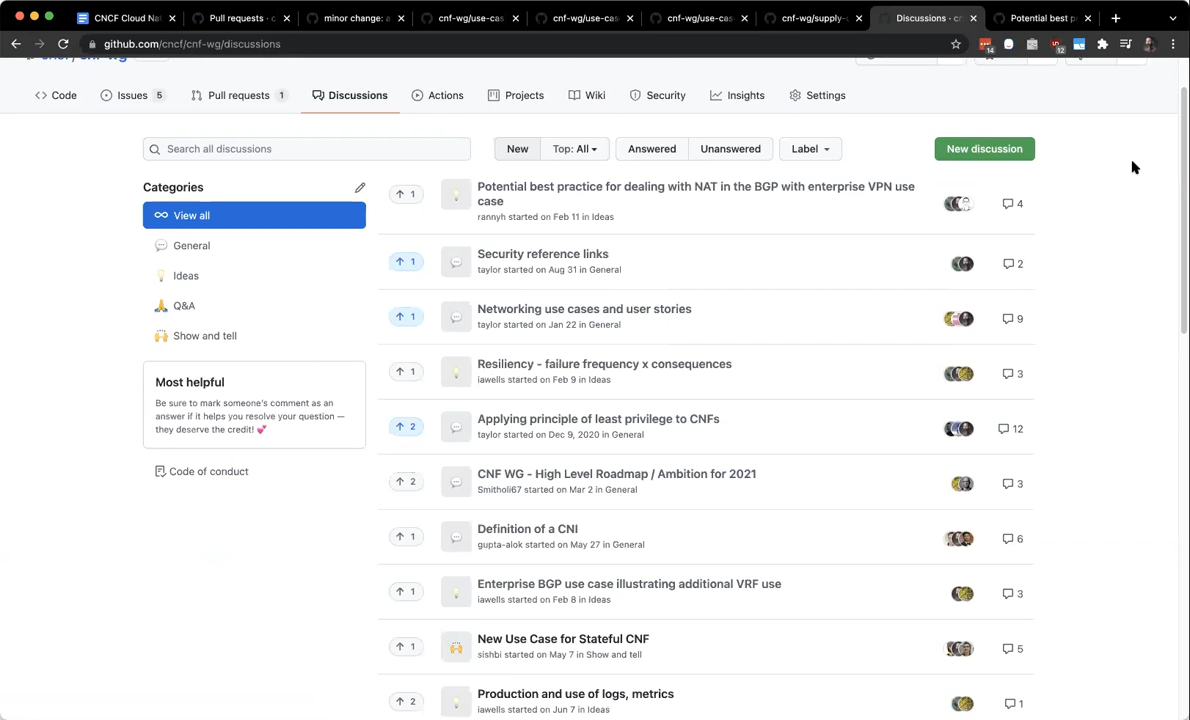 CNCF Cloud Na
Pull requests · c
minor change: a
cnf-wg/use-cas
cnf-wg/use-cas
cnf-wg/use-cas
cnf-wg/supply-
Discussions · c
Potential best p
github.com/cncf/cnf-wg/discussions
14
12
Code
Issues 5
Pull requests 1
Discussions
Actions
Projects
Wiki
Security
Insights
Settings
Search all discussions
New
Top: All
Answered
Unanswered
Label
New discussion
Categories
View all
General
Ideas
Q&A
Show and tell
Most helpful
Be sure to mark someone's comment as an
answer if it helps you resolve your question —
they deserve the credit! 💕
Code of conduct
1
Potential best practice for dealing with NAT in the BGP with enterprise VPN use
case
rannyh started on Feb 11 in Ideas
4
1
Security reference links
taylor started on Aug 31 in General
2
1
Networking use cases and user stories
taylor started on Jan 22 in General
9
1
Resiliency - failure frequency x consequences
iawells started on Feb 9 in Ideas
3
2
Applying principle of least privilege to CNFs
taylor started on Dec 9, 2020 in General
12
2
CNF WG - High Level Roadmap / Ambition for 2021
Smitholi67 started on Mar 2 in General
3
1
Definition of a CNI
gupta-alok started on May 27 in General
6
1
Enterprise BGP use case illustrating additional VRF use
iawells started on Feb 8 in Ideas
3
1
New Use Case for Stateful CNF
sishbi started on May 7 in Show and tell
5
2
Production and use of logs, metrics
iawells started on Jun 7 in Ideas
1